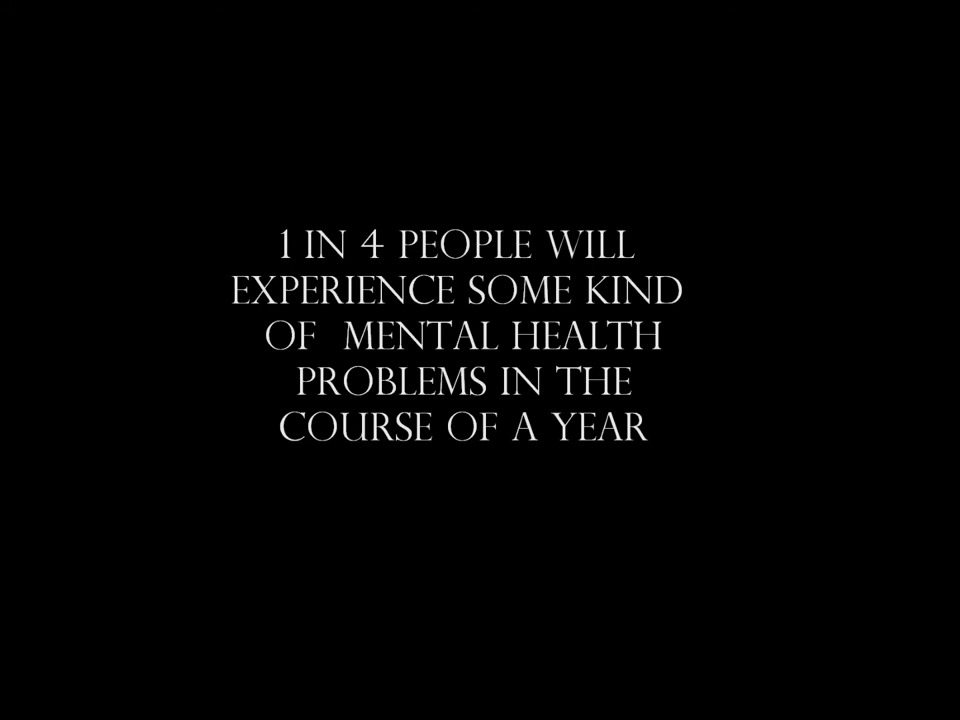 1 IN 4 PEOPLE WILL
EXPERIENCE SOME KIND
OF MENTAL HEALTH
PROBLEMS IN THE
COURSE OF A YEAR